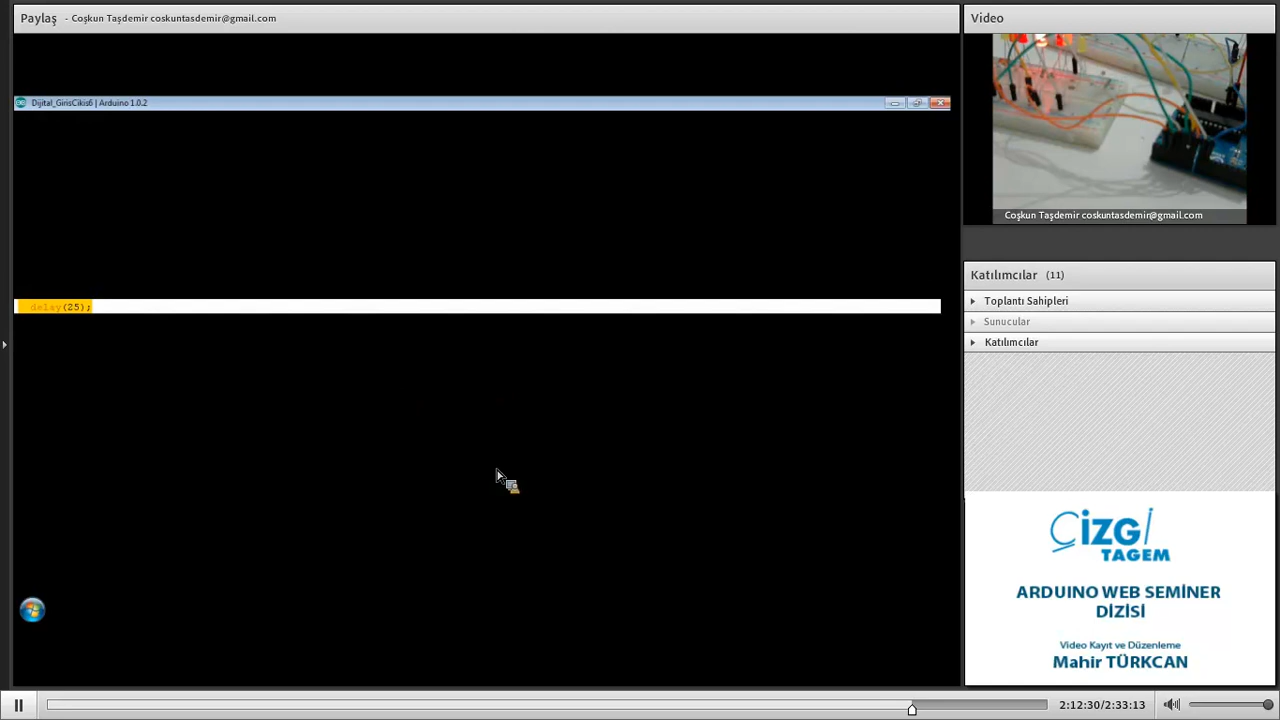 Paylaş - Coşkun Taşdemir coskuntasdemir@gmail.com
Dijital_GirisCikis6 | Arduino 1.0.2
delay(25);
Video
Coşkun Taşdemir coskuntasdemir@gmail.com
Katılımcılar (11)
Toplantı Sahipleri
Sunucular
Katılımcılar
ÇİZGİ
TAGEM
ARDUINO WEB SEMİNER
DİZİSİ
Video Kayıt ve Düzenleme
Mahir TÜRKCAN
2:12:30/2:33:13